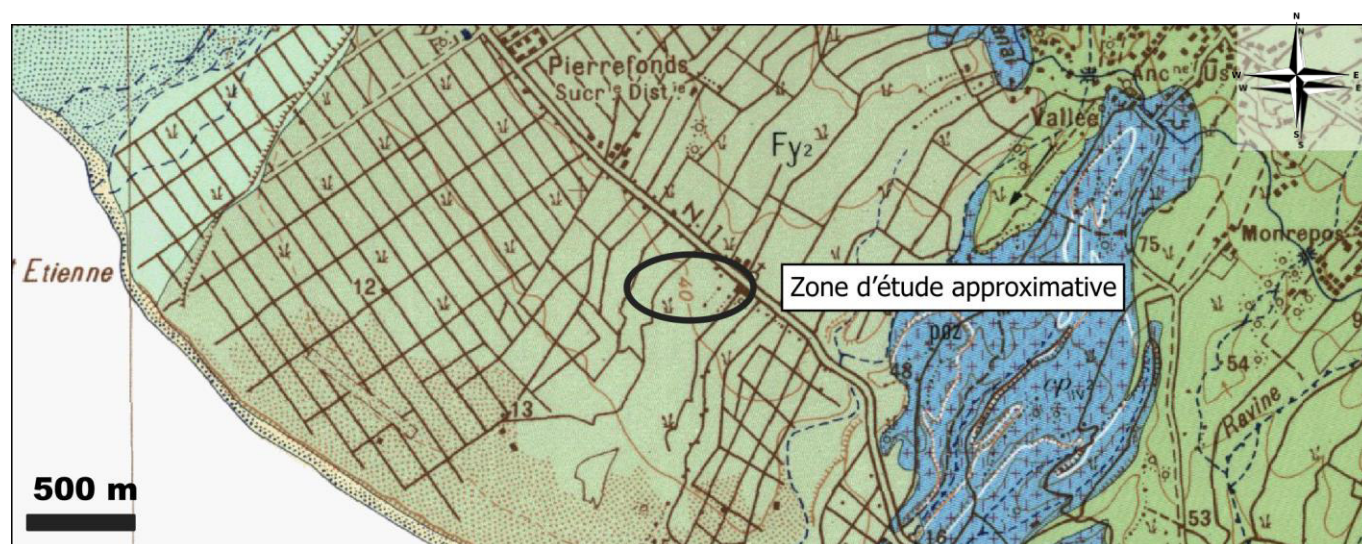 N
N
W
W
E
E
S
S
Pierrefonds
Sucr.ie Dist.ie
Vallée
Anc.ne Us
Fy2
N. 1
75
Monrepos
t Etienne
12
40
Zone d'étude approximative
48
54
13
Ravine
500 m
53
16